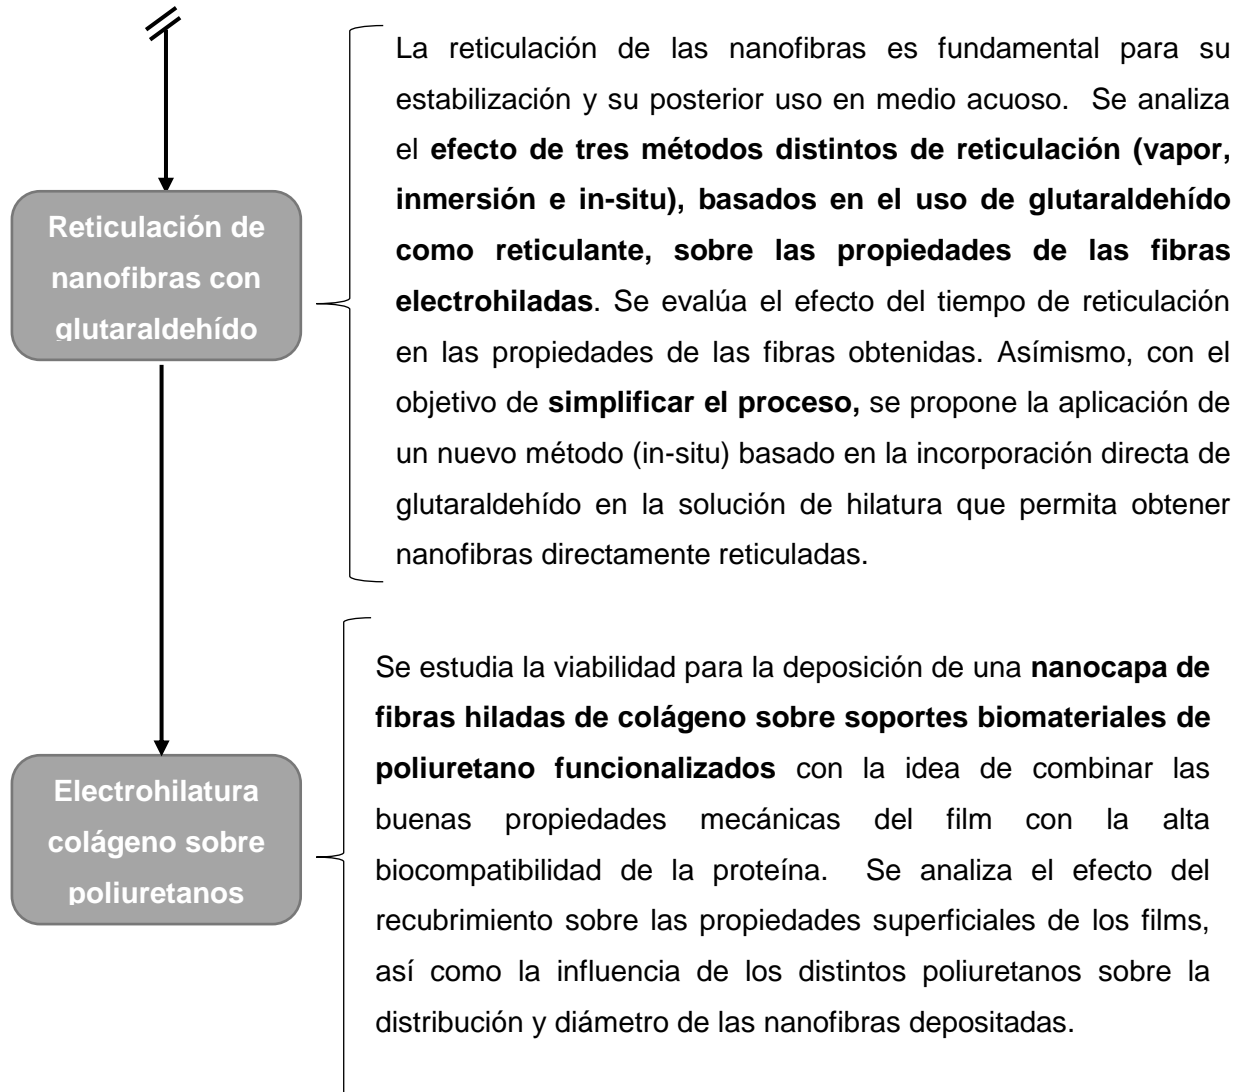 La reticulación de las nanofibras es fundamental para su
estabilización y su posterior uso en medio acuoso. Se analiza
el efecto de tres métodos distintos de reticulación (vapor,
inmersión e in-situ), basados en el uso de glutaraldehído
como reticulante, sobre las propiedades de las fibras
electrohiladas. Se evalúa el efecto del tiempo de reticulación
en las propiedades de las fibras obtenidas. Asímismo, con el
objetivo de simplificar el proceso, se propone la aplicación de
un nuevo método (in-situ) basado en la incorporación directa de
glutaraldehído en la solución de hilatura que permita obtener
nanofibras directamente reticuladas.
Reticulación de
nanofibras con
glutaraldehído
Se estudia la viabilidad para la deposición de una nanocapa de
fibras hiladas de colágeno sobre soportes biomateriales de
poliuretano funcionalizados con la idea de combinar las
buenas propiedades mecánicas del film con la alta
biocompatibilidad de la proteína. Se analiza el efecto del
recubrimiento sobre las propiedades superficiales de los films,
así como la influencia de los distintos poliuretanos sobre la
distribución y diámetro de las nanofibras depositadas.
Electrohilatura
colágeno sobre
poliuretanos